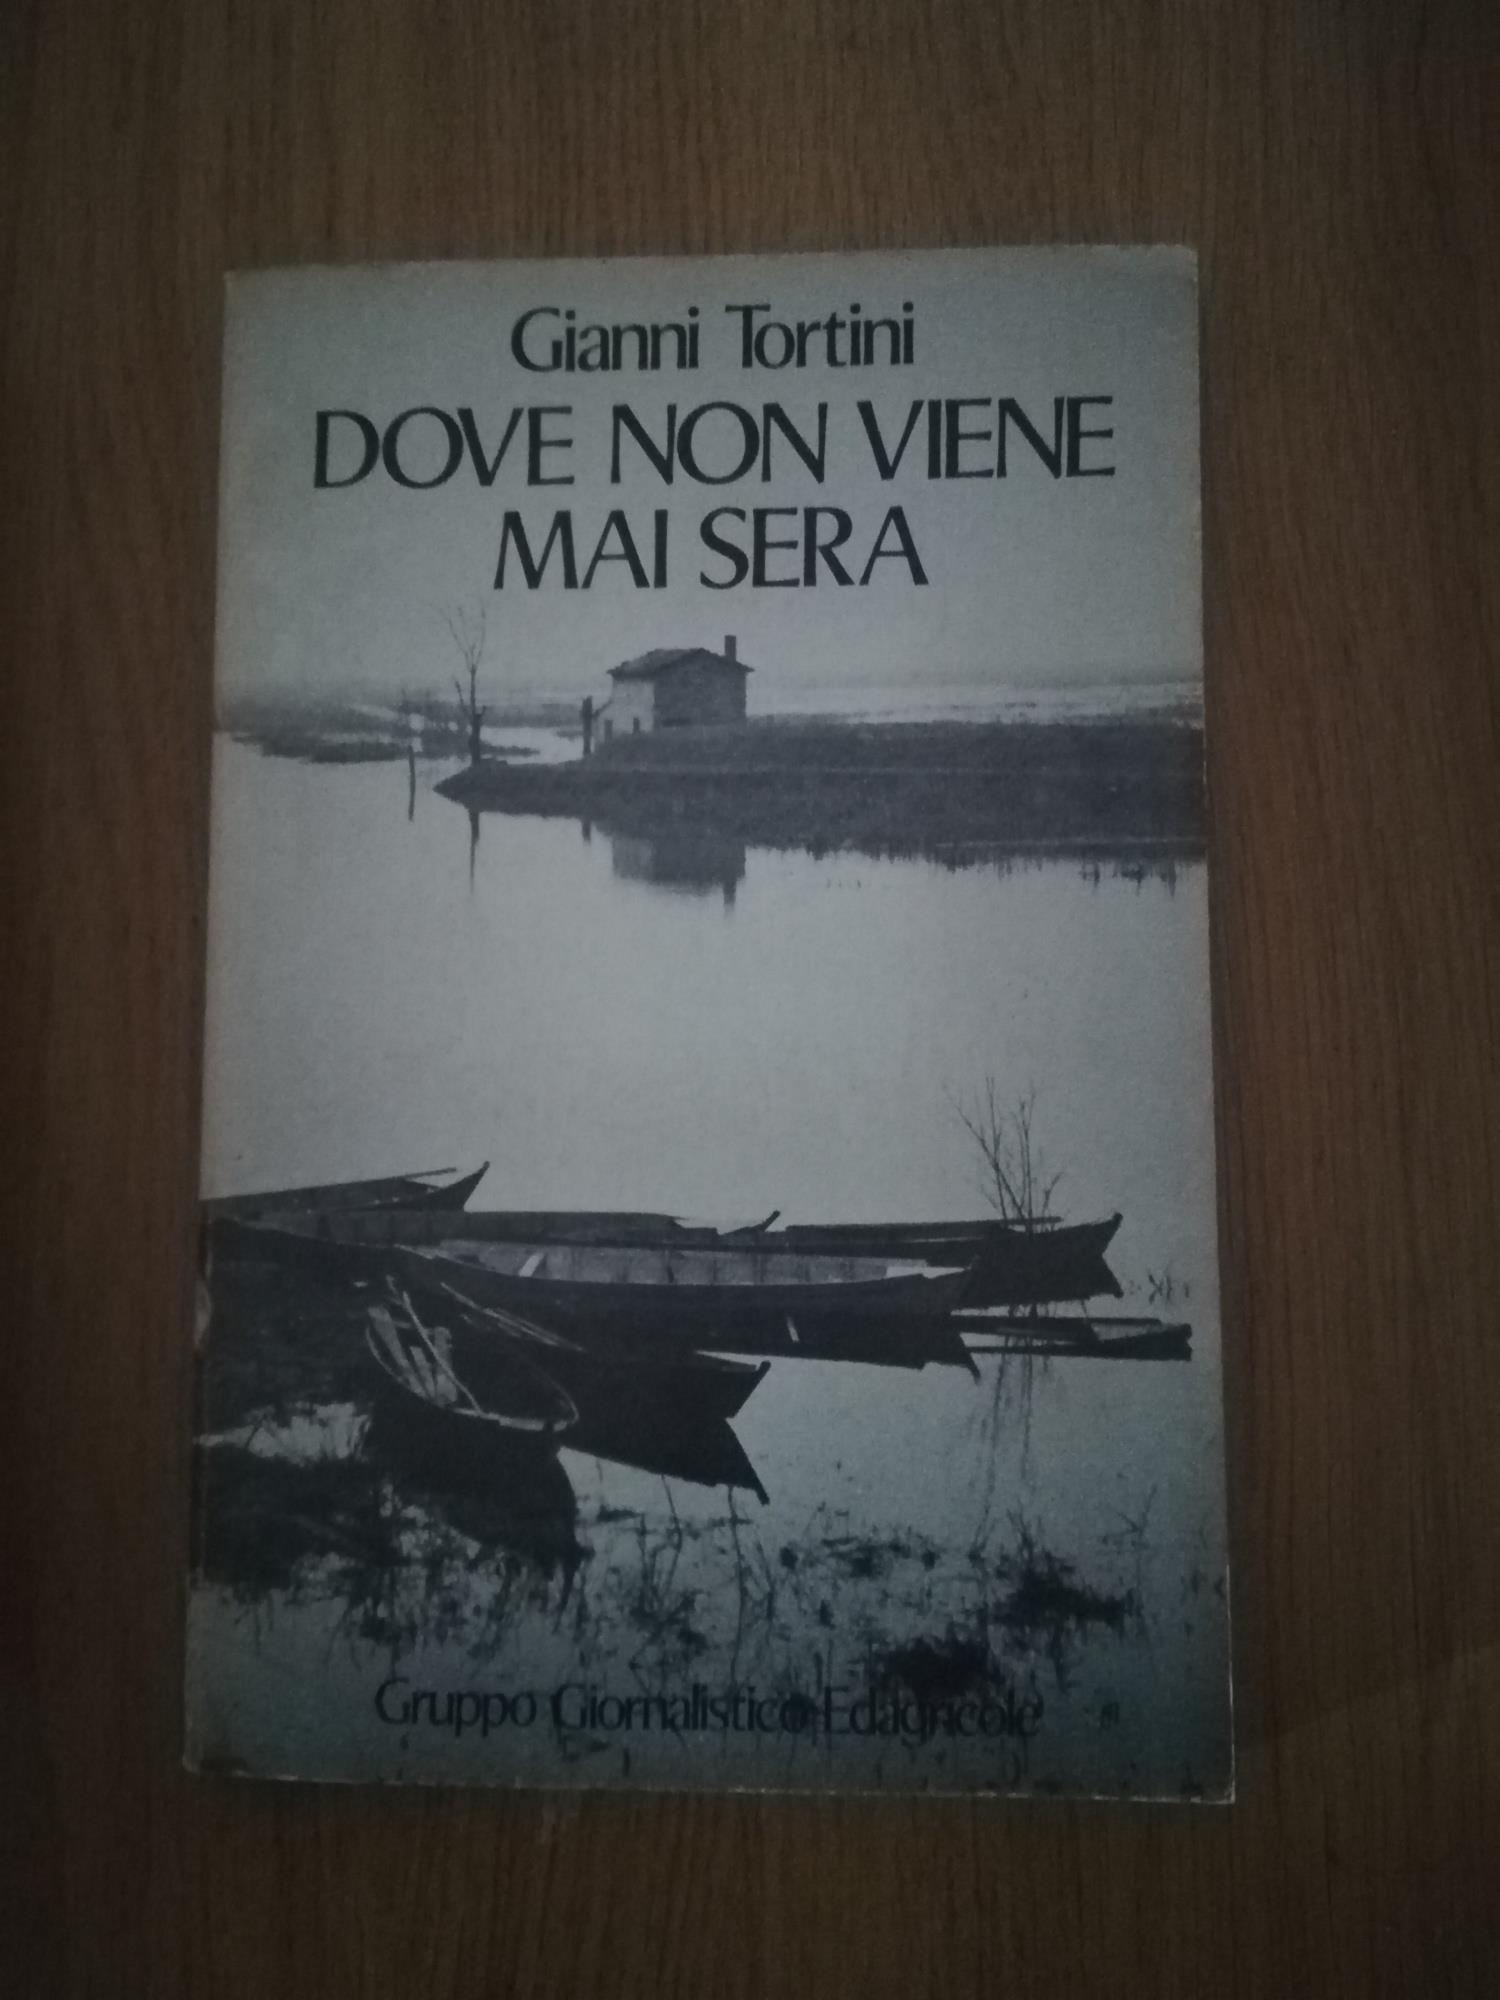 Gianni Tortini
DOVE NON VIENE
MAI SERA
Gruppo Giornalistico Edagricole